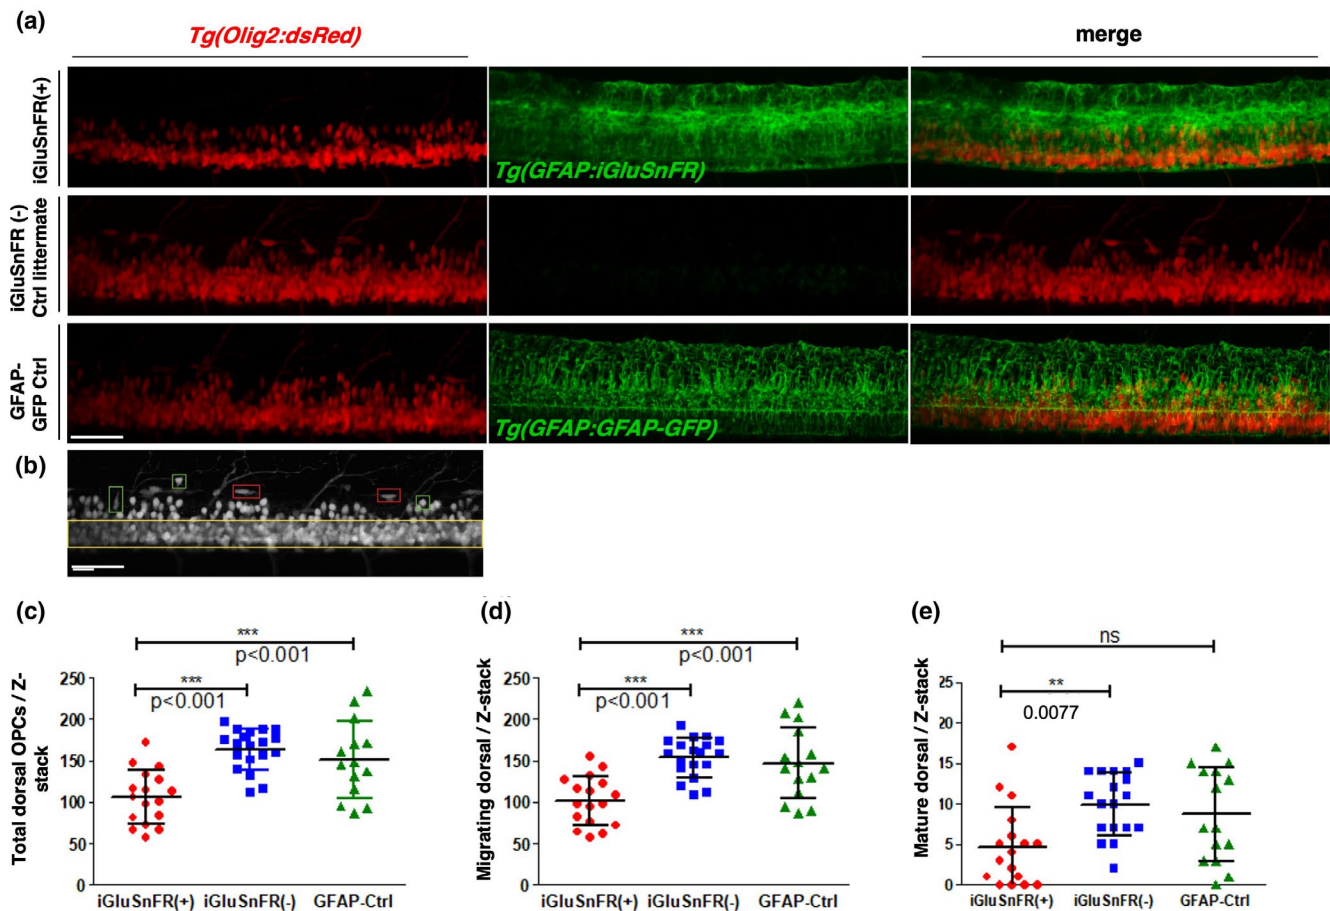 (a)
Tg(Olig2:dsRed)
merge
iGluSnFR(+)
Tg(GFAP:iGluSnFR)
iGluSnFR (-)
Ctrl littermate
GFAP-
GFP Ctrl
Tg(GFAP:GFAP-GFP)
(b)
(c)
Total dorsal OPCs / Z-
stack
250
200
150
100
50
0
***
p<0.001
***
p<0.001
iGluSnFR(+)
iGluSnFR(-)
GFAP-Ctrl
(d)
Migrating dorsal / Z-stack
250
200
150
100
50
0
***
p<0.001
***
p<0.001
iGluSnFR(+)
iGluSnFR(-)
GFAP-Ctrl
(e)
Mature dorsal / Z-stack
25
20
15
10
5
0
ns
**
0.0077
iGluSnFR(+)
iGluSnFR(-)
GFAP-Ctrl